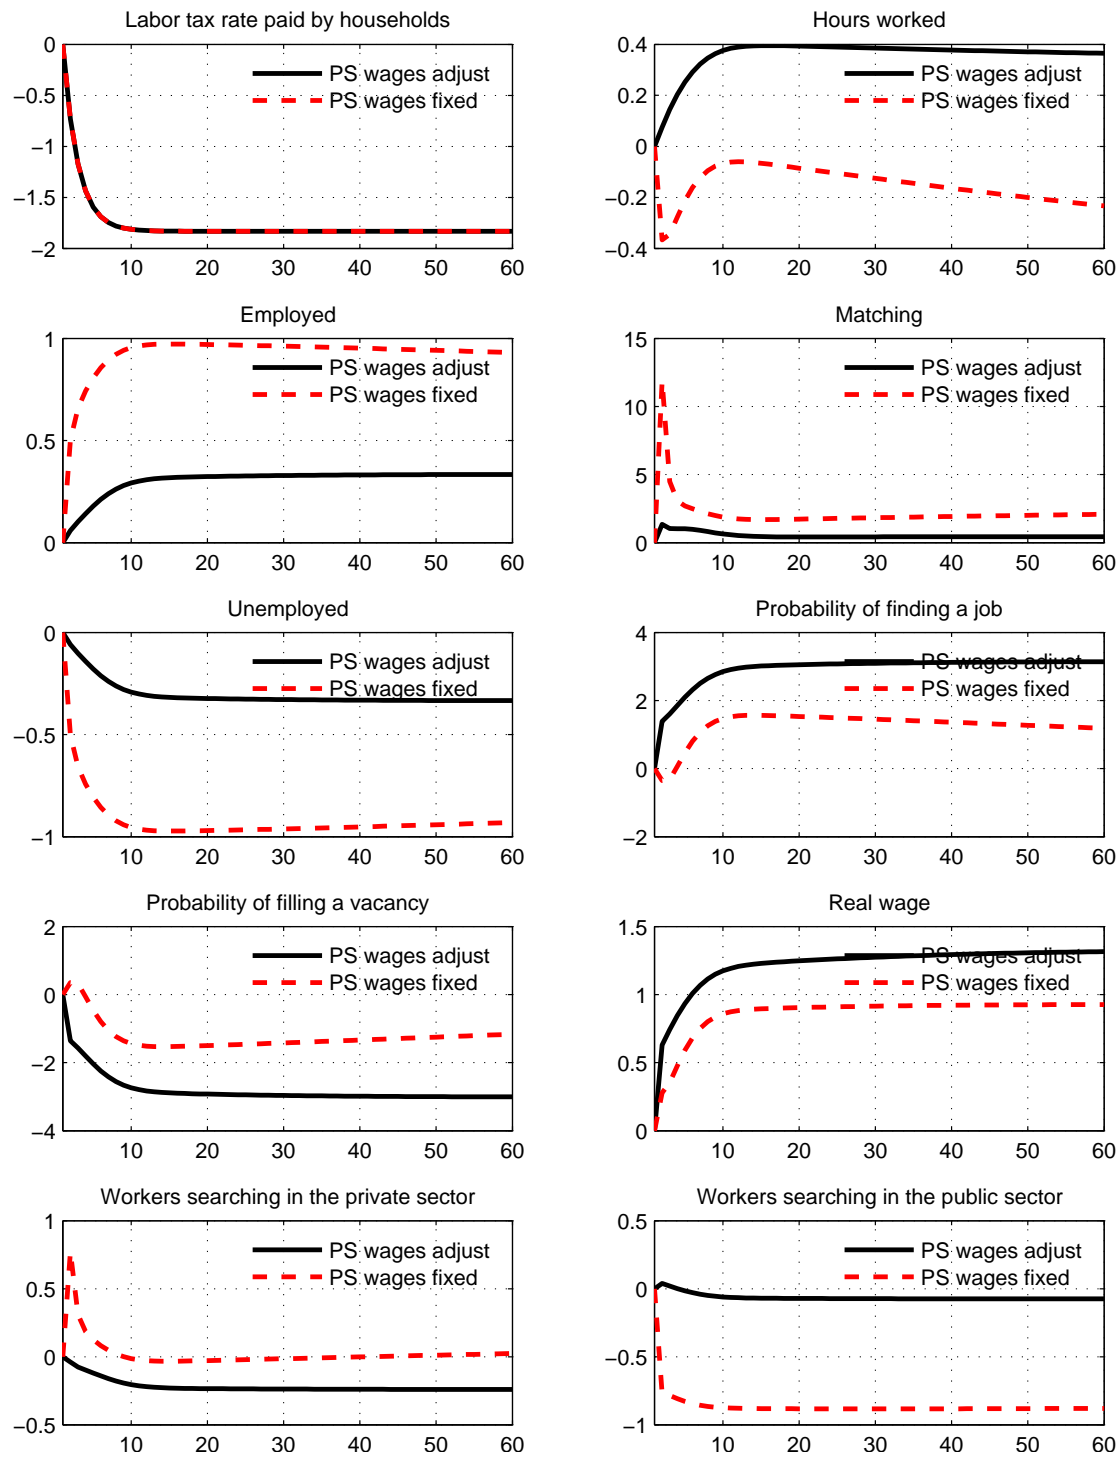 Labor tax rate paid by households
0
−0.5
−1
−1.5
−2
PS wages adjust
PS wages fixed
10 20 30 40 50 60
Hours worked
0.4
0.2
0
−0.2
−0.4
PS wages adjust
PS wages fixed
10 20 30 40 50 60
Employed
1
0.5
0
PS wages adjust
PS wages fixed
10 20 30 40 50 60
Matching
15
10
5
0
PS wages adjust
PS wages fixed
10 20 30 40 50 60
Unemployed
0
−0.5
−1
PS wages adjust
PS wages fixed
10 20 30 40 50 60
Probability of finding a job
4
2
0
−2
PS wages adjust
PS wages fixed
10 20 30 40 50 60
Probability of filling a vacancy
2
0
−2
−4
PS wages adjust
PS wages fixed
10 20 30 40 50 60
Real wage
1.5
1
0.5
0
PS wages adjust
PS wages fixed
10 20 30 40 50 60
Workers searching in the private sector
1
0.5
0
−0.5
PS wages adjust
PS wages fixed
10 20 30 40 50 60
Workers searching in the public sector
0.5
0
−0.5
−1
PS wages adjust
PS wages fixed
10 20 30 40 50 60